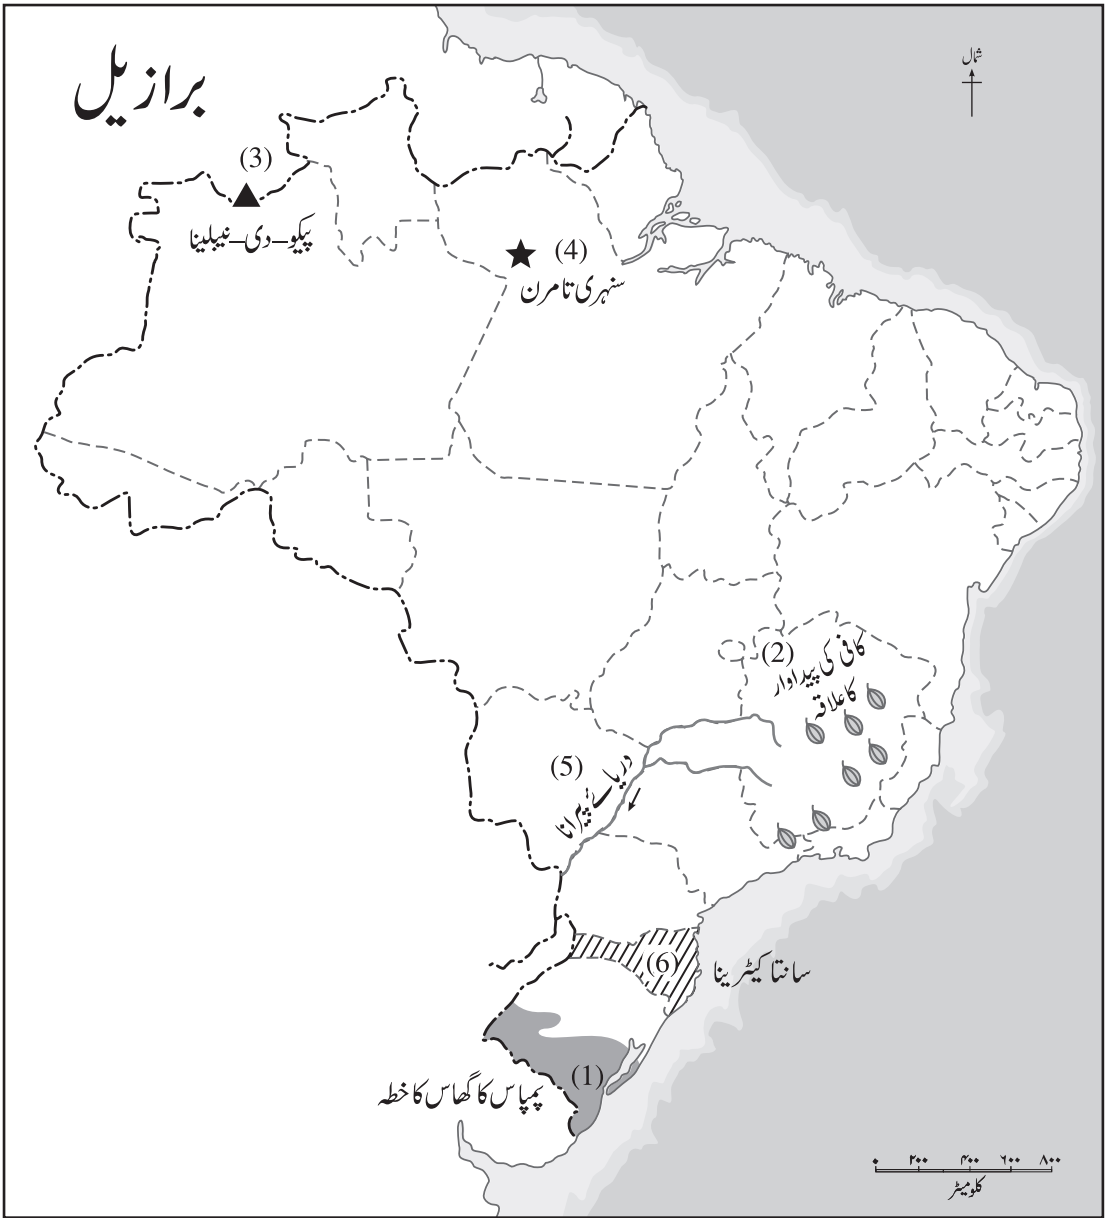 برازیل
شمال
(3)
پیکو–دی–نیبلینا
(4)
سنہری تامرن
(2)
کافی کی پیداوار
کا علاقہ
(5)
دریائے پیرانا
(6)
سانتا کیٹرینا
(1)
پمپاس کا گھاس کا خطہ
۰ ۲۰۰ ۴۰۰ ۶۰۰ ۸۰۰
کلومیٹر